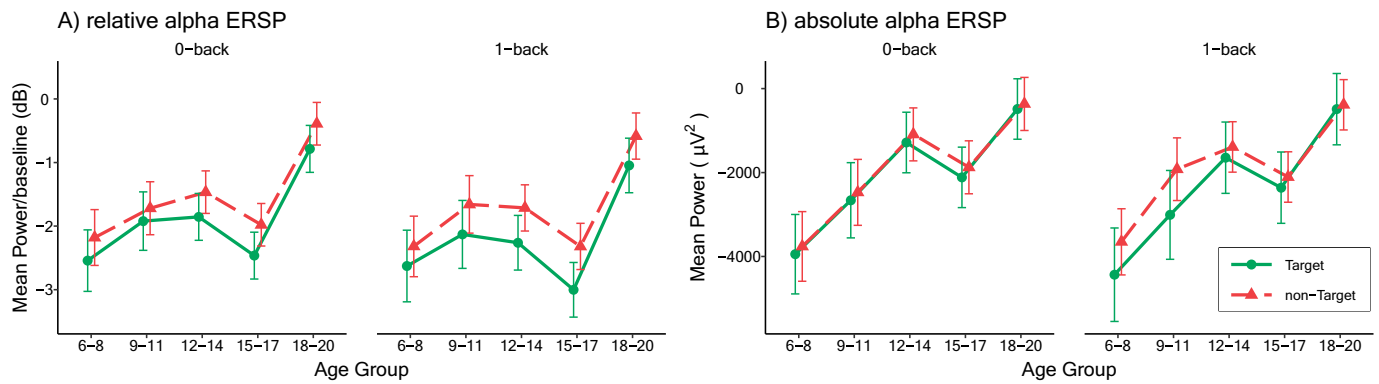 A) relative alpha ERSP
0−back
1−back
Mean Power/baseline (dB)
0
−1
−2
−3
6−8 9−11 12−14 15−17 18−20
6−8 9−11 12−14 15−17 18−20
Age Group
B) absolute alpha ERSP
0−back
1−back
Mean Power ( µV²)
0
−2000
−4000
6−8 9−11 12−14 15−17 18−20
6−8 9−11 12−14 15−17 18−20
Age Group
Target
non−Target